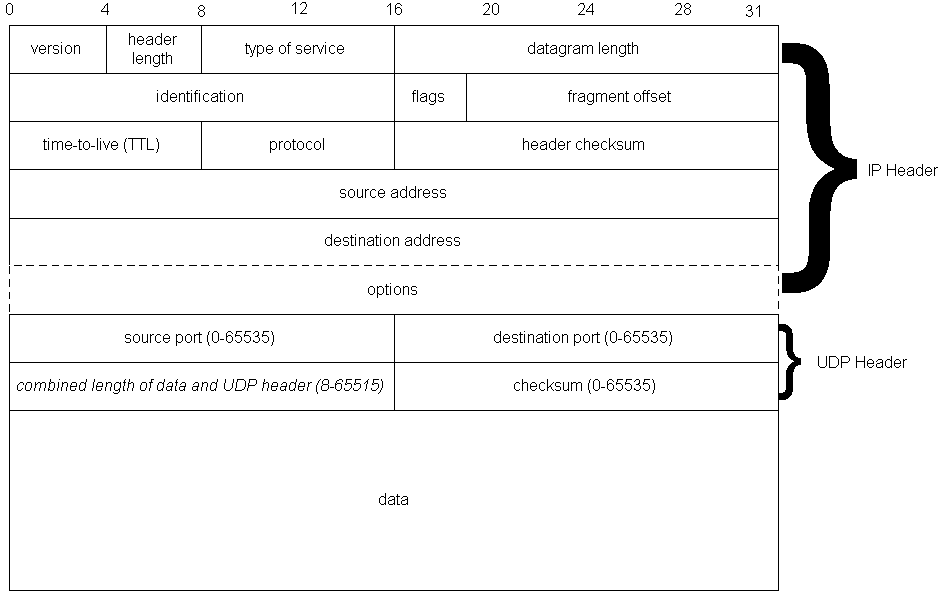 0 4 8 12 16 20 24 28 31
version header length type of service datagram length
identification flags fragment offset
time-to-live (TTL) protocol header checksum
IP Header
source address
destination address
options
source port (0-65535) destination port (0-65535)
UDP Header
combined length of data and UDP header (8-65515) checksum (0-65535)
data